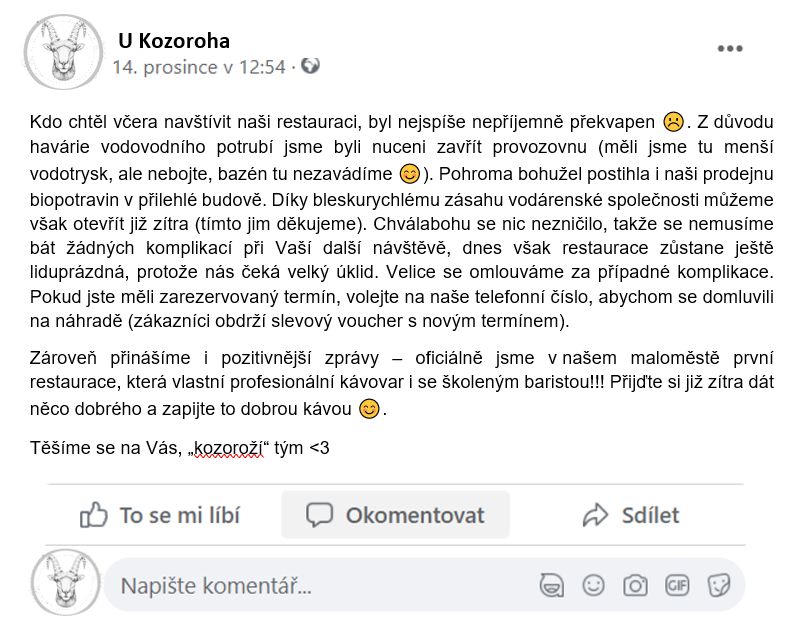 U Kozoroha
14. prosince v 12:54 ·
Kdo chtěl včera navštívit naši restauraci, byl nejspíše nepříjemně překvapen ☹. Z důvodu
havárie vodovodního potrubí jsme byli nuceni zavřít provozovnu (měli jsme tu menší
vodotrysk, ale nebojte, bazén tu nezavádíme 😊). Pohroma bohužel postihla i naši prodejnu
biopotravin v přilehlé budově. Díky bleskurychlému zásahu vodárenské společnosti můžeme
však otevřít již zítra (tímto jim děkujeme). Chválabohu se nic nezničilo, takže se nemusíme
bát žádných komplikací při Vaší další návštěvě, dnes však restaurace zůstane ještě
liduprázdná, protože nás čeká velký úklid. Velice se omlouváme za případné komplikace.
Pokud jste měli zarezervovaný termín, volejte na naše telefonní číslo, abychom se domluvili
na náhradě (zákazníci obdrží slevový voucher s novým termínem).
Zároveň přinášíme i pozitivnější zprávy – oficiálně jsme v našem maloměstě první
restaurace, která vlastní profesionální kávovar i se školeným baristou!!! Přijďte si již zítra dát
něco dobrého a zapijte to dobrou kávou 😊.
Těšíme se na Vás, „kozoroží“ tým <3
To se mi líbí Okomentovat Sdílet
Napište komentář... GIF